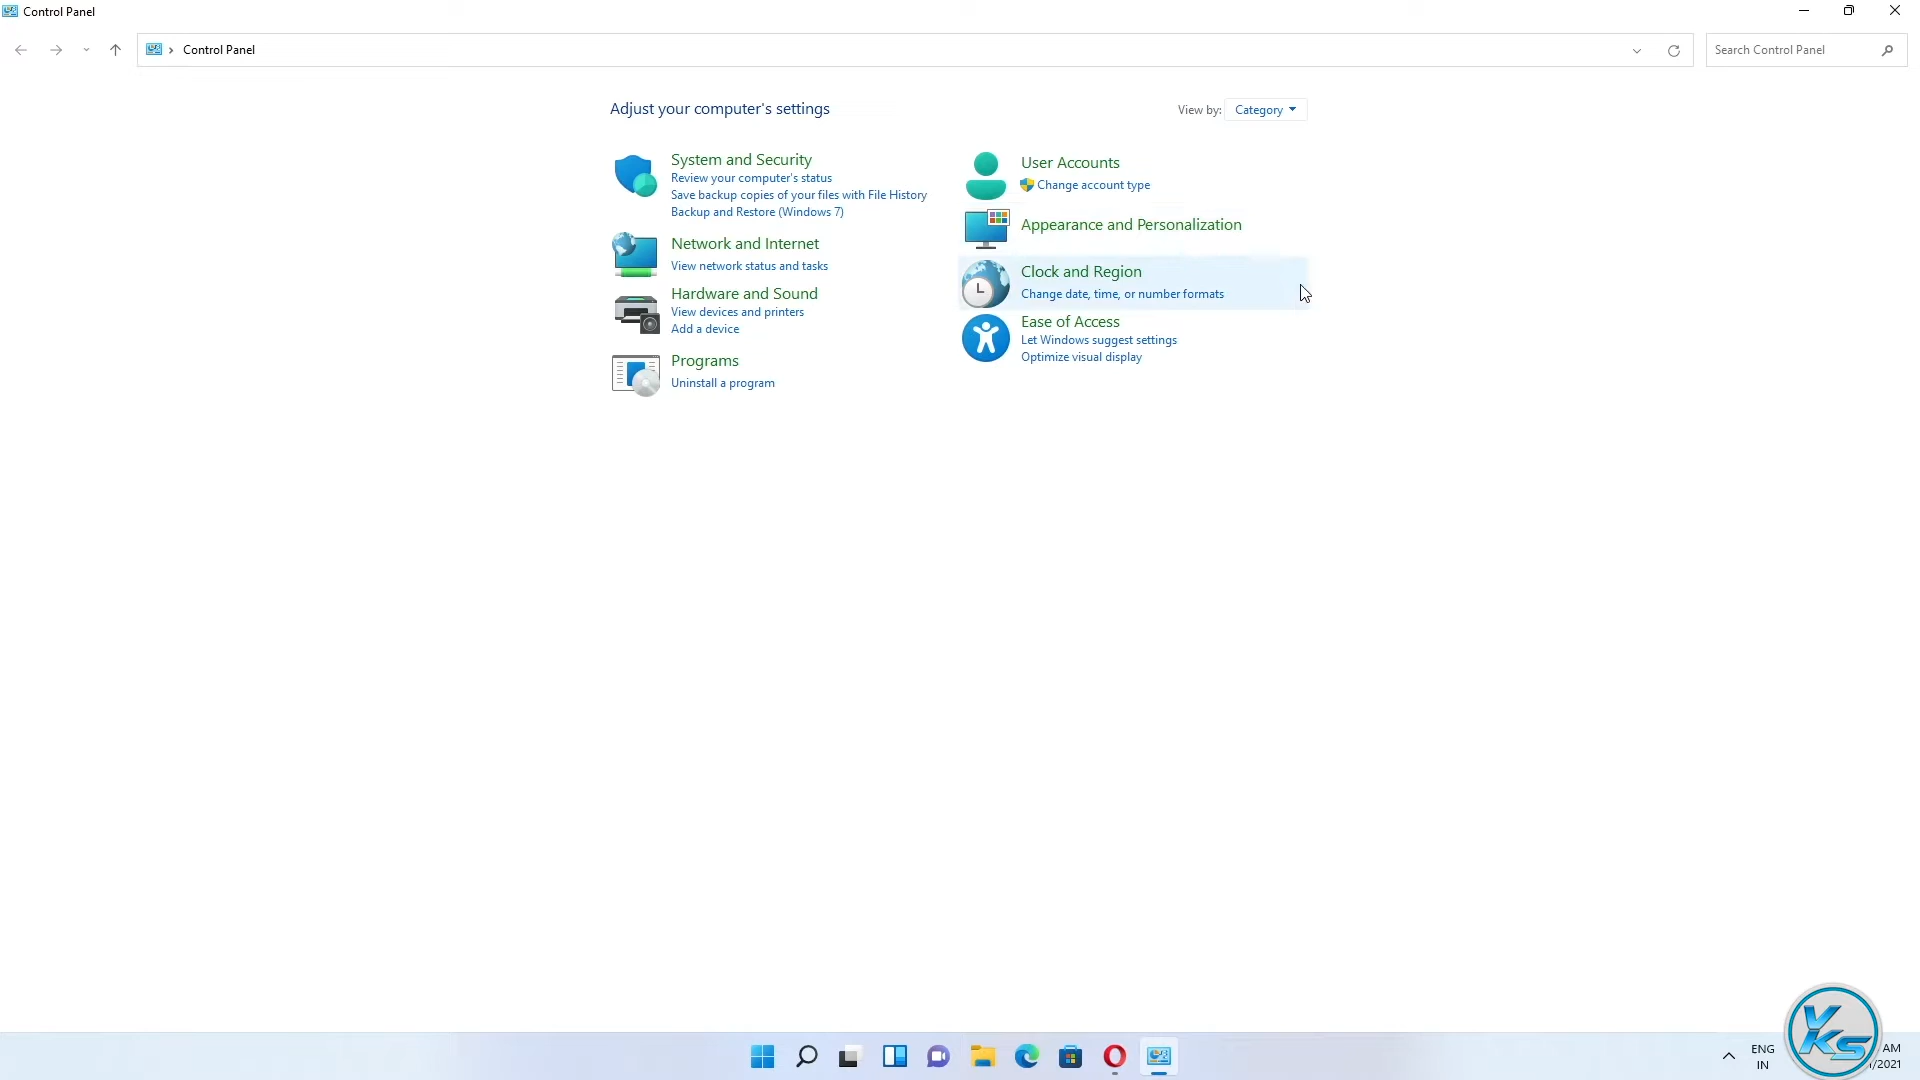 Control Panel
Control Panel
Search Control Panel
Adjust your computer's settings
View by: Category
System and Security
Review your computer's status
Save backup copies of your files with File History
Backup and Restore (Windows 7)
Network and Internet
View network status and tasks
Hardware and Sound
View devices and printers
Add a device
Programs
Uninstall a program
User Accounts
Change account type
Appearance and Personalization
Clock and Region
Change date, time, or number formats
Ease of Access
Let Windows suggest settings
Optimize visual display
ENG
IN
YKS
AM
/2021